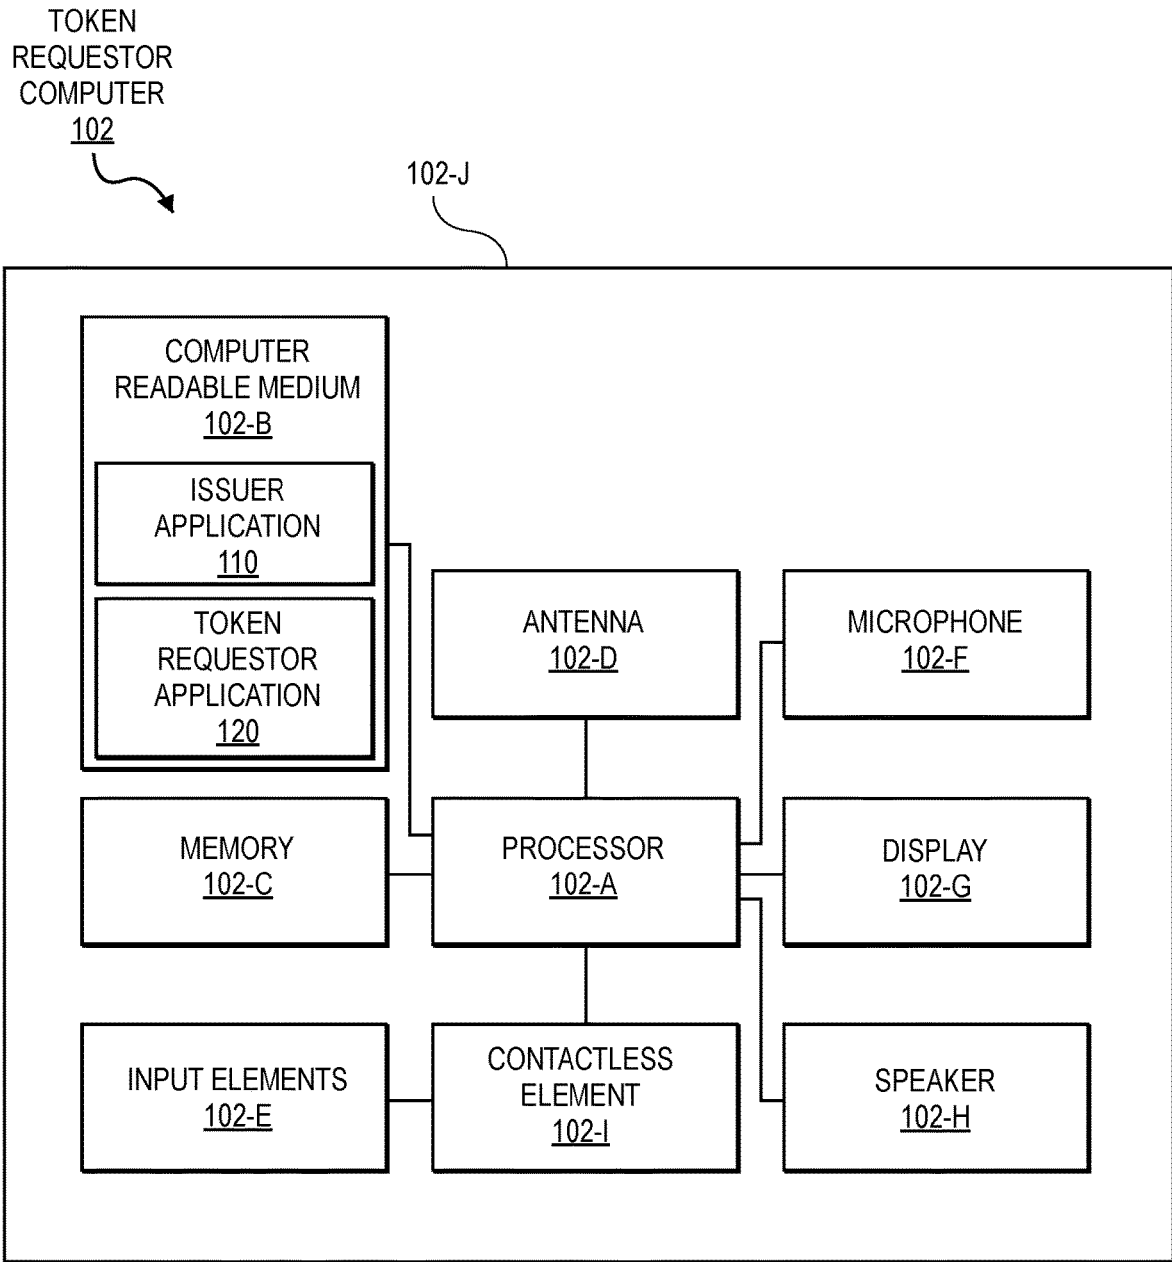 TOKEN
REQUESTOR
COMPUTER
102
102-J
COMPUTER
READABLE MEDIUM
102-B
ISSUER
APPLICATION
110
TOKEN
REQUESTOR
APPLICATION
120
ANTENNA
102-D
MICROPHONE
102-F
MEMORY
102-C
PROCESSOR
102-A
DISPLAY
102-G
INPUT ELEMENTS
102-E
CONTACTLESS
ELEMENT
102-I
SPEAKER
102-H